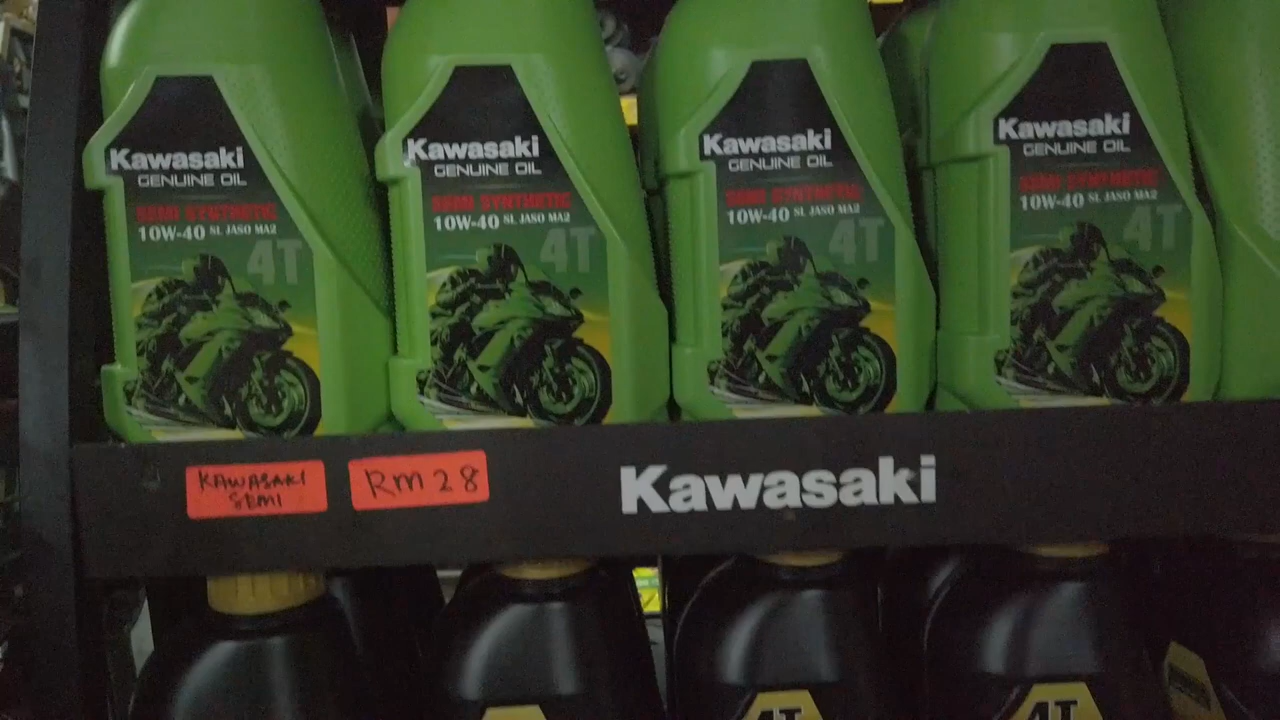 Kawasaki
GENUINE OIL
SEMI SYNTHETIC
10W-40 SL JASO MA2
4T
Kawasaki
GENUINE OIL
SEMI SYNTHETIC
10W-40 SL JASO MA2
4T
Kawasaki
GENUINE OIL
SEMI SYNTHETIC
10W-40 SL JASO MA2
4T
Kawasaki
GENUINE OIL
SEMI SYNTHETIC
10W-40 SL JASO MA2
4T
KAWASAKI
SEMI
RM 28
Kawasaki
4T
4T